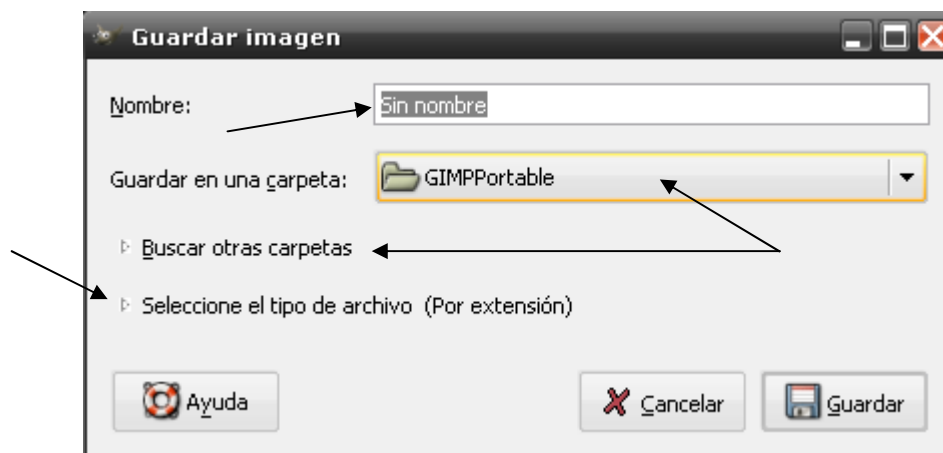 Guardar imagen
Nombre:
Sin nombre
Guardar en una carpeta:
GIMPPortable
Buscar otras carpetas
Seleccione el tipo de archivo (Por extensión)
Ayuda
Cancelar
Guardar